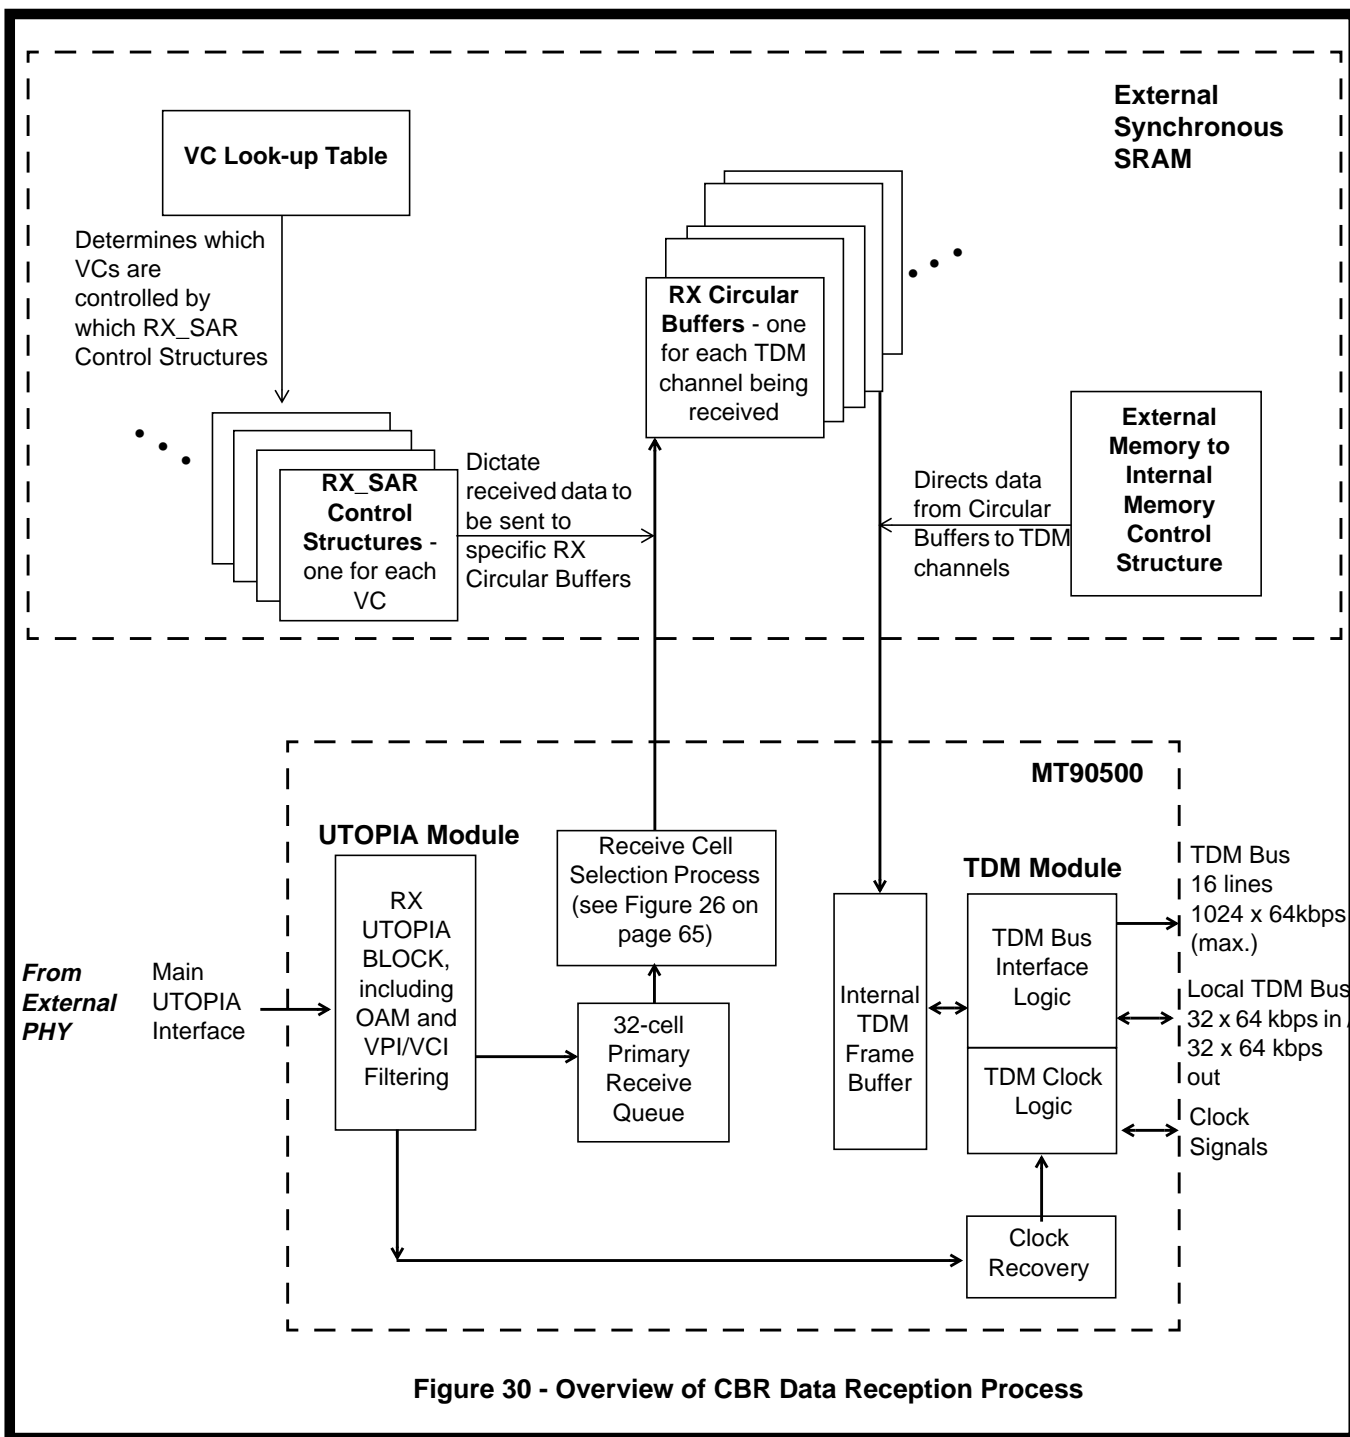 External
Synchronous
SRAM
VC Look-up Table
Determines which
VCs are
controlled by
which RX_SAR
Control Structures
RX Circular
Buffers - one
for each TDM
channel being
received
RX_SAR
Control
Structures -
one for each
VC
Dictate
received data to
be sent to
specific RX
Circular Buffers
Directs data
from Circular
Buffers to TDM
channels
External
Memory to
Internal
Memory
Control
Structure
MT90500
UTOPIA Module
RX
UTOPIA
BLOCK,
including
OAM and
VPI/VCI
Filtering
Receive Cell
Selection Process
(see Figure 26 on
page 65)
32-cell
Primary
Receive
Queue
From
External
PHY
Main
UTOPIA
Interface
Internal
TDM
Frame
Buffer
TDM Module
TDM Bus
Interface
Logic
TDM Clock
Logic
Clock
Recovery
TDM Bus
16 lines
1024 x 64kbps
(max.)
Local TDM Bus
32 x 64 kbps in /
32 x 64 kbps
out
Clock
Signals
Figure 30 - Overview of CBR Data Reception Process